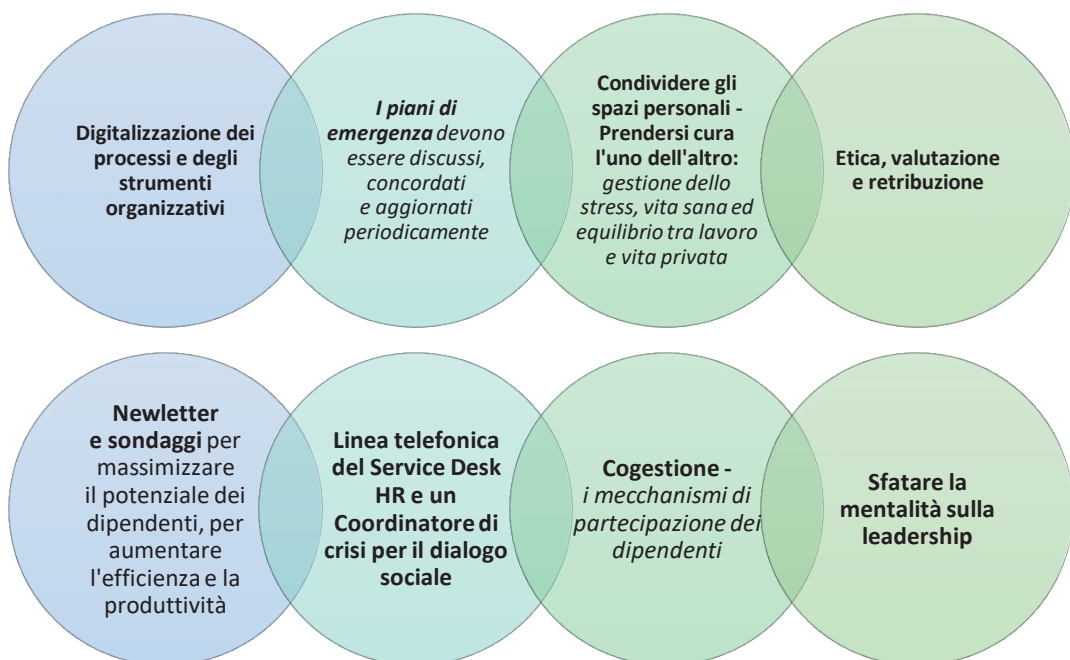 Digitalizzazione dei
processi e degli
strumenti
organizzativi
I piani di
emergenza devono
essere discussi,
concordati
e aggiornati
periodicamente
Condividere gli
spazi personali -
Prendersi cura
l'uno dell'altro:
gestione dello
stress, vita sana ed
equilibrio tra lavoro
e vita privata
Etica, valutazione
e retribuzione
Newletter
e sondaggi per
massimizzare
il potenziale dei
dipendenti, per
aumentare
l'efficienza e la
produttività
Linea telefonica
del Service Desk
HR e un
Coordinatore di
crisi per il dialogo
sociale
Cogestione -
i mecchanismi di
partecipazione dei
dipendenti
Sfatare la
mentalità sulla
leadership